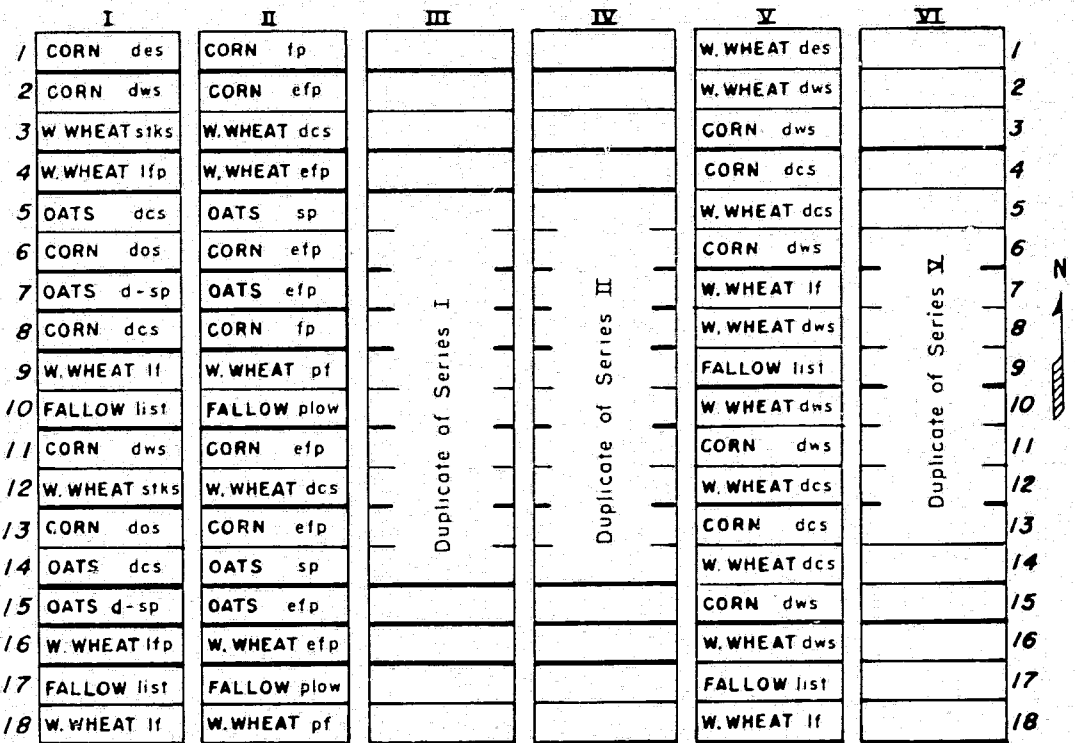 I II III IV V VI
1 CORN des CORN fp W. WHEAT des 1
2 CORN dws CORN efp W. WHEAT dws 2
3 W WHEAT stks W. WHEAT dcs CORN dws 3
4 W. WHEAT lfp W. WHEAT efp CORN dcs 4
5 OATS dcs OATS sp W. WHEAT dcs 5
6 CORN dos CORN efp CORN dws 6
7 OATS d-sp OATS efp W. WHEAT lf 7
8 CORN dcs CORN fp W. WHEAT dws 8
9 W. WHEAT lf W. WHEAT pf FALLOW list 9
10 FALLOW list FALLOW plow W. WHEAT dws 10
11 CORN dws CORN efp CORN dws 11
12 W. WHEAT stks W. WHEAT dcs W. WHEAT dcs 12
13 CORN dos CORN efp CORN dcs 13
14 OATS dcs OATS sp W. WHEAT dcs 14
15 OATS d-sp OATS efp CORN dws 15
16 W. WHEAT lfp W. WHEAT efp W. WHEAT dws 16
17 FALLOW list FALLOW plow FALLOW list 17
18 W. WHEAT lf W. WHEAT pf W. WHEAT lf 18
Duplicate of Series I
Duplicate of Series II
Duplicate of Series V
N